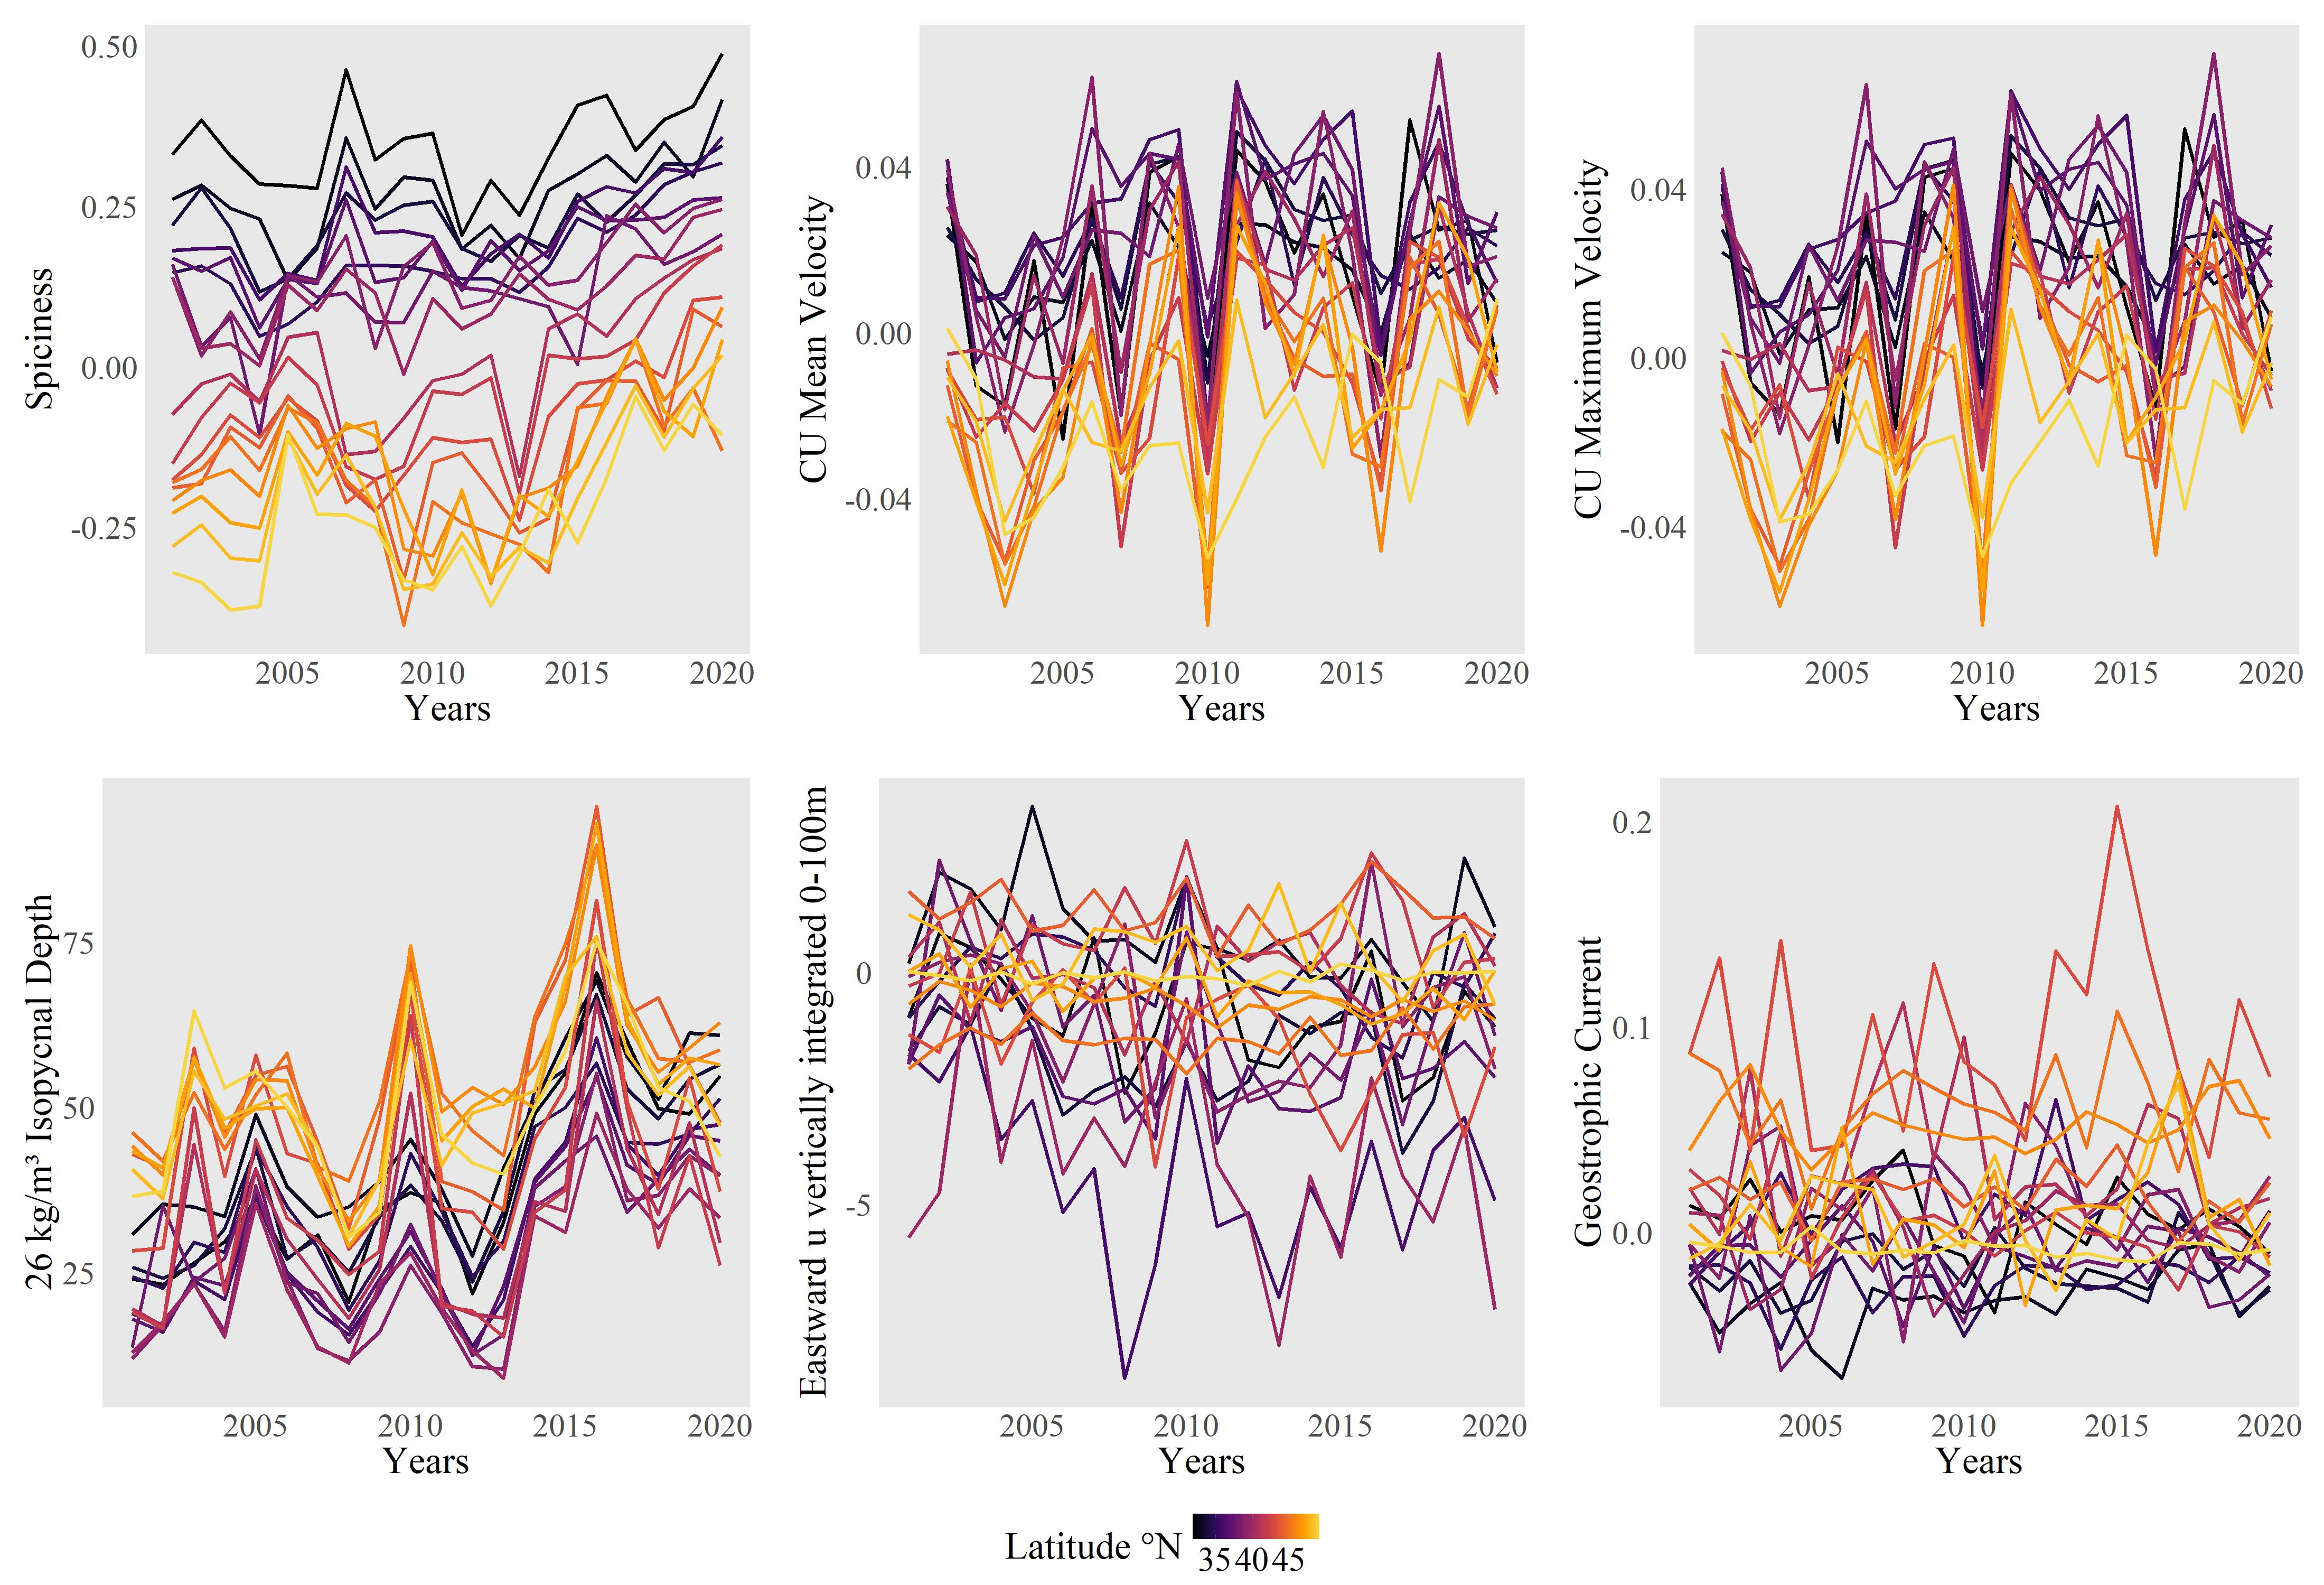 Spiciness
0.50
0.25
0.00
-0.25
2005 2010 2015 2020
Years
CU Mean Velocity
0.04
0.00
-0.04
2005 2010 2015 2020
Years
CU Maximum Velocity
0.04
0.00
-0.04
2005 2010 2015 2020
Years
26 kg/m³ Isopycnal Depth
75
50
25
2005 2010 2015 2020
Years
Eastward u vertically integrated 0-100m
0
-5
2005 2010 2015 2020
Years
Geostrophic Current
0.2
0.1
0.0
2005 2010 2015 2020
Years
Latitude °N
35 40 45